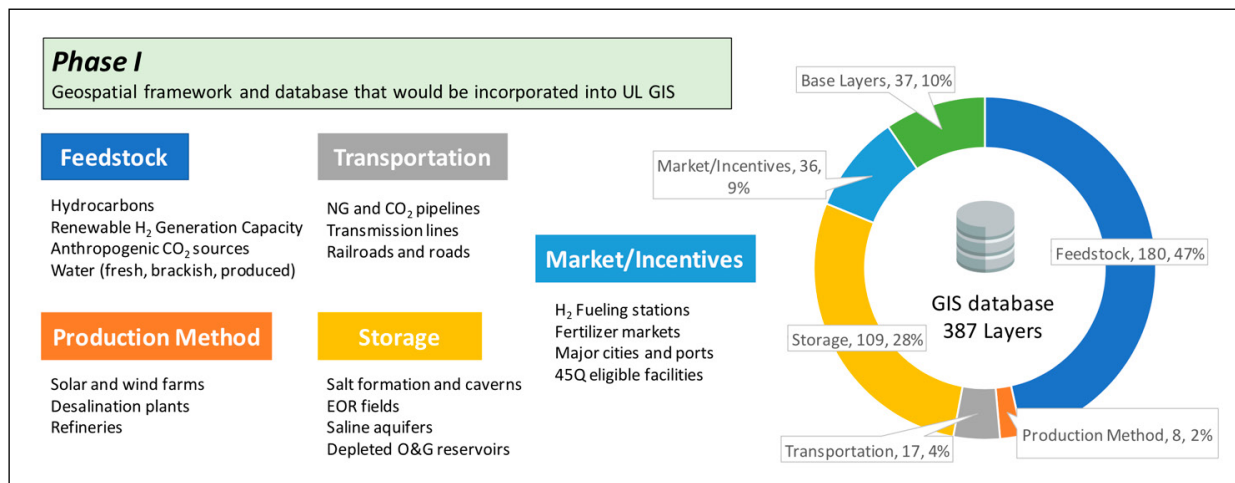 Phase I
Geospatial framework and database that would be incorporated into UL GIS
Feedstock
Hydrocarbons
Renewable H₂ Generation Capacity
Anthropogenic CO₂ sources
Water (fresh, brackish, produced)
Transportation
NG and CO₂ pipelines
Transmission lines
Railroads and roads
Production Method
Solar and wind farms
Desalination plants
Refineries
Storage
Salt formation and caverns
EOR fields
Saline aquifers
Depleted O&G reservoirs
Market/Incentives
H₂ Fueling stations
Fertilizer markets
Major cities and ports
45Q eligible facilities
Base Layers, 37, 10%
Market/Incentives, 36,
9%
Feedstock, 180, 47%
GIS database
387 Layers
Storage, 109, 28%
Production Method, 8, 2%
Transportation, 17, 4%